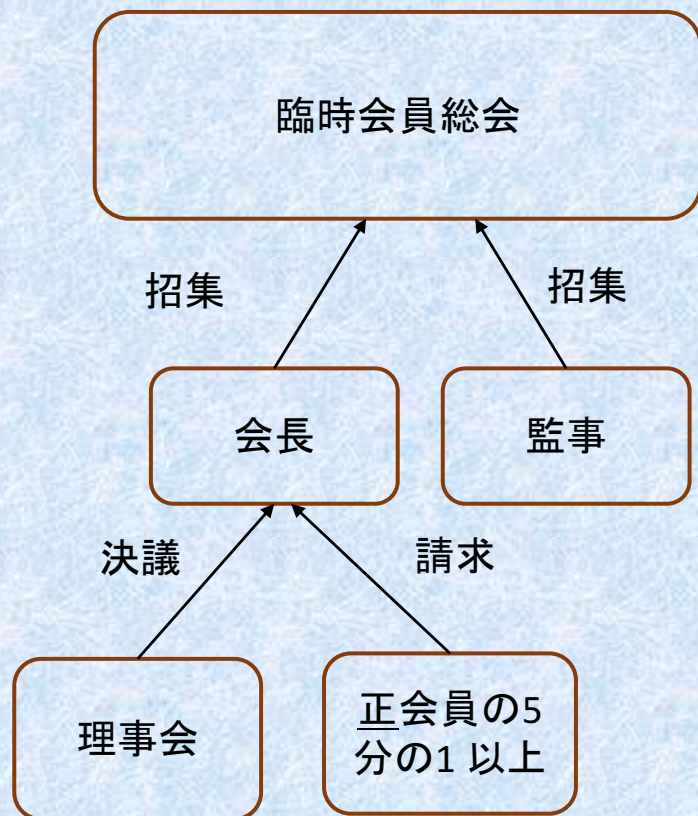 臨時会員総会
招集
招集
会長
監事
決議
請求
理事会
正会員の5
分の1 以上